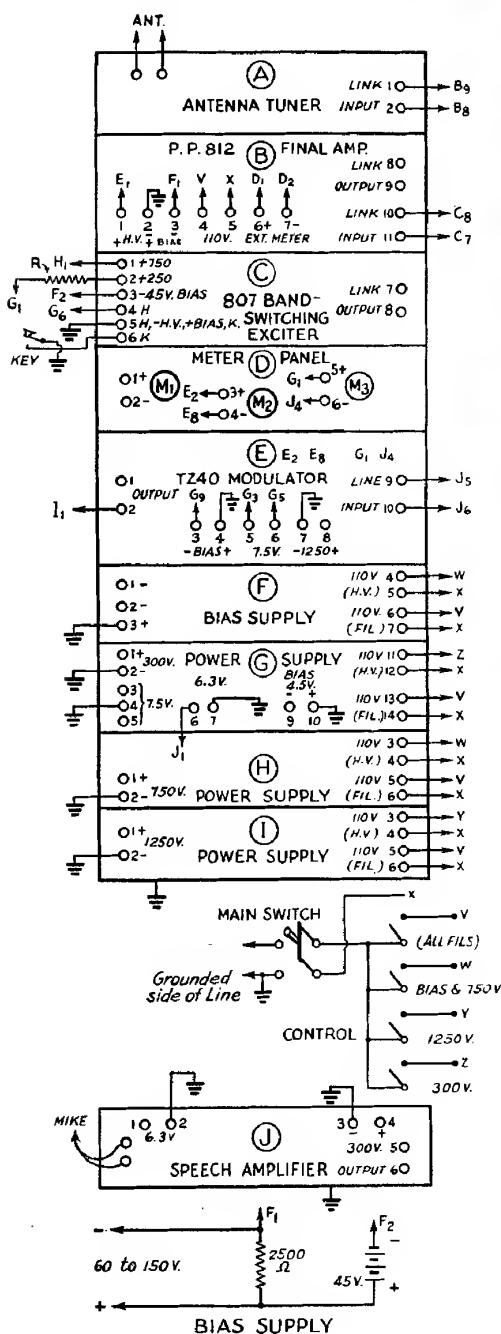 ANT.
A
ANTENNA TUNER
LINK 1 B9
INPUT 2 B8
P.P. 812 B FINAL AMP.
LINK 8
OUTPUT 9
E1 F1 V X D1 D2
1 2 3 4 5 6+ 7-
+ H.V. - + BIAS - 110V. EXT. METER
LINK 10 C8
INPUT 11 C7
R H1 1 +750
2 +250
G1 F2 3 -45V. BIAS
G6 4 H
5 H, -H.V., +BIAS, K.
KEY 6 K
C
807 BAND-
SWITCHING
EXCITER
LINK 7
OUTPUT 8
METER D PANEL
1+ M1 E2 3+ G1 5+ M3
2- E8 4- M2 J4 6-
E E2 E8 G1 J4
TZ40 MODULATOR
1
OUTPUT
I1 2
G9 G3 G5
3 4 5 6 7 8
-BIAS+ 7.5V. -1250+
LINE 9 J5
INPUT 10 J6
1 -
2 -
3 +
F
BIAS SUPPLY
110V 4 W
(H.V.) 5 X
110V. 6 V
(FIL) 7 X
1+ 300V. POWER G SUPPLY
2-
6.3V. BIAS
4.5V.
3
4 7.5V.
5
6 7 - + 9 10
J1
110V 11 Z
(H.V.) 12 X
110V 13 V
(FIL.) 14 X
1+
2- 750V.
H
POWER SUPPLY
110V 3 W
(H.V.) 4 X
110V 5 V
(FIL.) 6 X
1+
1250V.
2-
I
POWER SUPPLY
110V 3 Y
(H.V) 4 X
110V 5 V
(FIL.) 6 X
MAIN SWITCH
X
V
(ALL FILS)
W
BIAS & 750V
Grounded
side of Line
CONTROL
Y
1250V.
Z
300V.
MIKE
1 2
6.3V
J
SPEECH AMPLIFIER
3 4
- +
300V. 5
OUTPUT 6
F1 F2
-
60 to 150V.
+
2500
Ω
-
45V.
+
BIAS SUPPLY